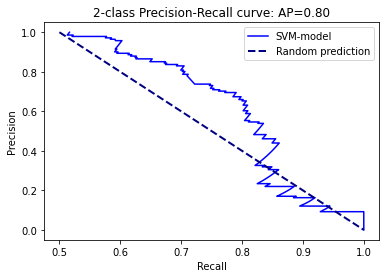 2-class Precision-Recall curve: AP=0.80
SVM-model
Random prediction
Precision
1.0
0.8
0.6
0.4
0.2
0.0
0.5
0.6
0.7
0.8
0.9
1.0
Recall